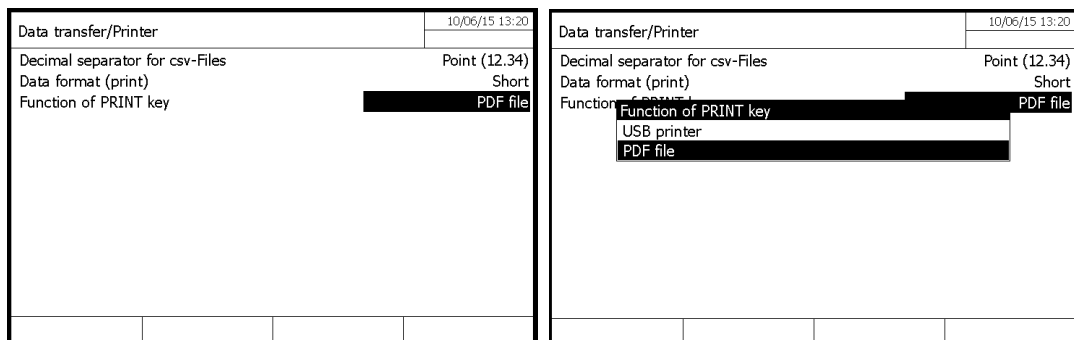 Data transfer/Printer
10/06/15 13:20
Decimal separator for csv-Files Point (12.34)
Data format (print) Short
Function of PRINT key PDF file
Data transfer/Printer
10/06/15 13:20
Decimal separator for csv-Files Point (12.34)
Data format (print) Short
Function of PRINT PDF file
Function of PRINT key
USB printer
PDF file